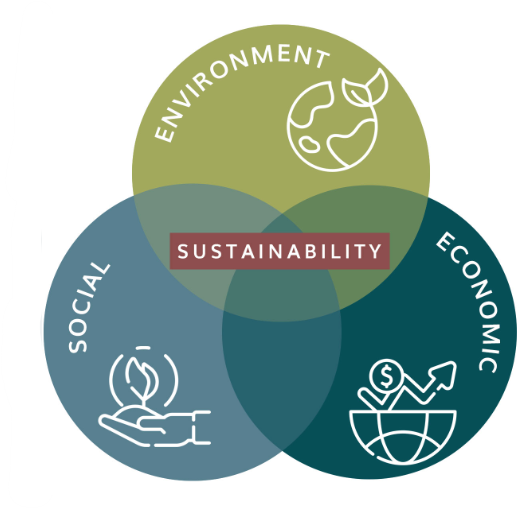 ENVIRONMENT
SUSTAINABILITY
SOCIAL
ECONOMIC
$